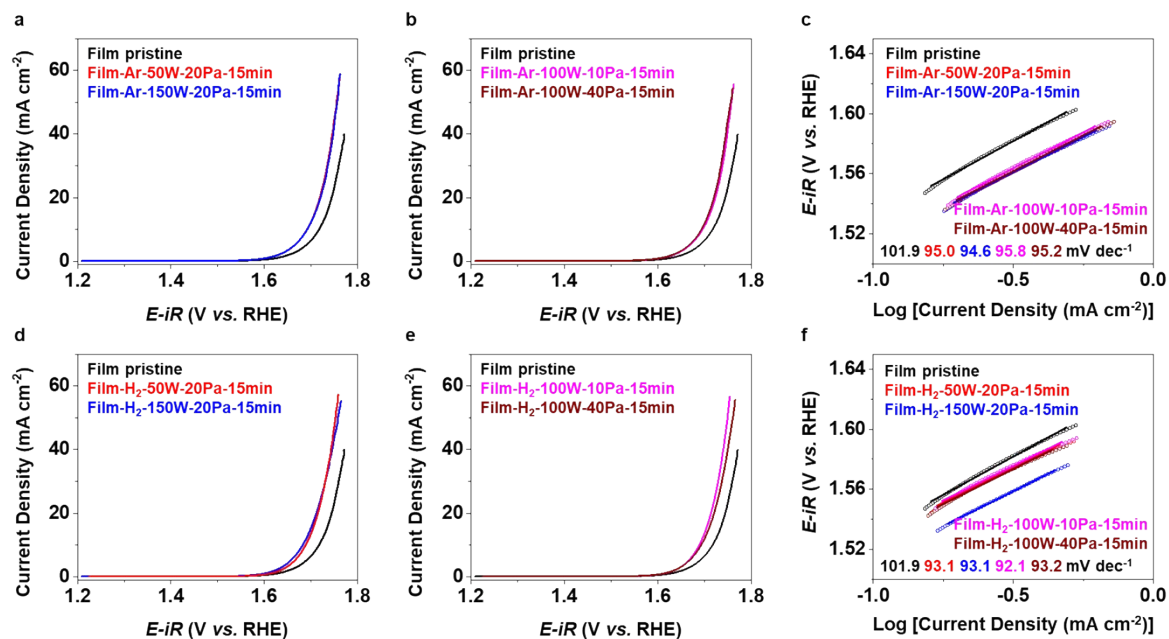 a
Current Density (mA cm⁻²)
60
40
20
0
Film pristine
Film-Ar-50W-20Pa-15min
Film-Ar-150W-20Pa-15min
1.2 1.4 1.6 1.8
E-iR (V vs. RHE)
b
Current Density (mA cm⁻²)
60
40
20
0
Film pristine
Film-Ar-100W-10Pa-15min
Film-Ar-100W-40Pa-15min
1.2 1.4 1.6 1.8
E-iR (V vs. RHE)
c
E-iR (V vs. RHE)
1.64
1.60
1.56
1.52
Film pristine
Film-Ar-50W-20Pa-15min
Film-Ar-150W-20Pa-15min
Film-Ar-100W-10Pa-15min
Film-Ar-100W-40Pa-15min
101.9 95.0 94.6 95.8 95.2 mV dec⁻¹
-1.0 -0.5 0.0
Log [Current Density (mA cm⁻²)]
d
Current Density (mA cm⁻²)
60
40
20
0
Film pristine
Film-H₂-50W-20Pa-15min
Film-H₂-150W-20Pa-15min
1.2 1.4 1.6 1.8
E-iR (V vs. RHE)
e
Current Density (mA cm⁻²)
60
40
20
0
Film pristine
Film-H₂-100W-10Pa-15min
Film-H₂-100W-40Pa-15min
1.2 1.4 1.6 1.8
E-iR (V vs. RHE)
f
E-iR (V vs. RHE)
1.64
1.60
1.56
1.52
Film pristine
Film-H₂-50W-20Pa-15min
Film-H₂-150W-20Pa-15min
Film-H₂-100W-10Pa-15min
Film-H₂-100W-40Pa-15min
101.9 93.1 93.1 92.1 93.2 mV dec⁻¹
-1.0 -0.5 0.0
Log [Current Density (mA cm⁻²)]